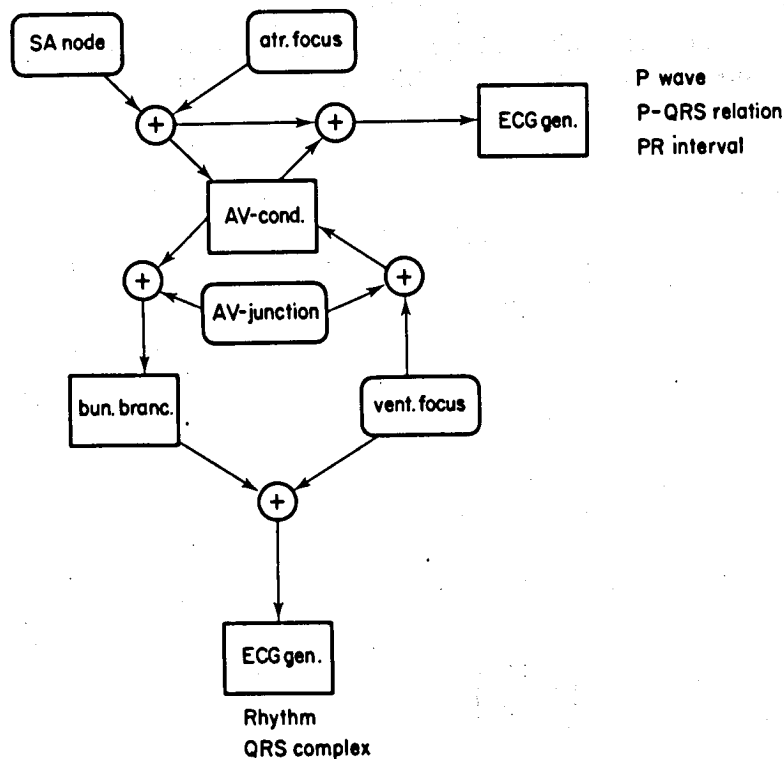 SA node
atr. focus
P wave
P-QRS relation
PR interval
+
+
ECG gen.
AV-cond.
+
+
AV-junction
bun. branc.
vent. focus
+
ECG gen.
Rhythm
QRS complex